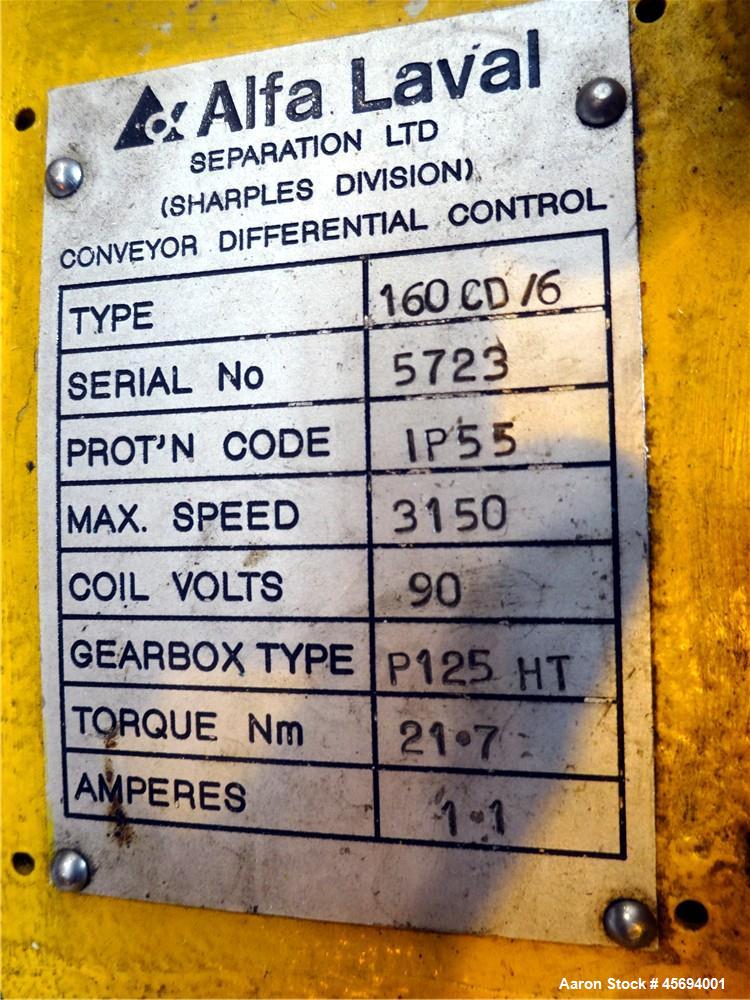 Alfa Laval
SEPARATION LTD
(SHARPLES DIVISION)
CONVEYOR DIFFERENTIAL CONTROL
TYPE 160 CD /6
SERIAL No 5723
PROT'N CODE IP55
MAX. SPEED 3150
COIL VOLTS 90
GEARBOX TYPE P125 HT
TORQUE Nm 21•7
AMPERES 1•1
Aaron Stock # 45694001